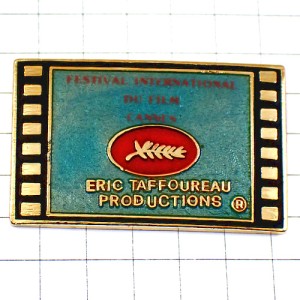 FESTIVAL INTERNATIONAL
DU FILM
CANNES
ERIC TAFFOUREAU
PRODUCTIONS ®